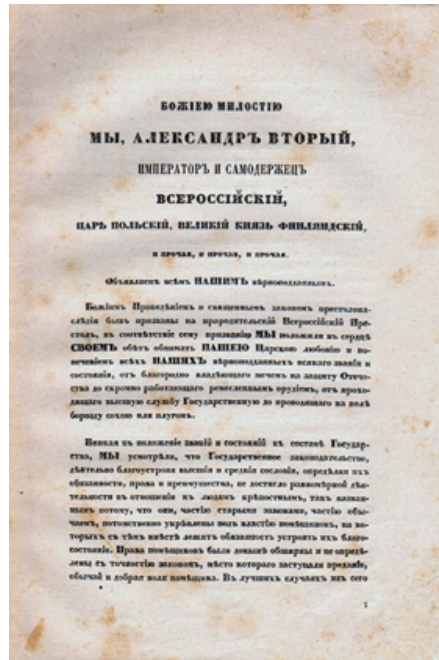 БОЖІЕЮ МИЛОСТІЮ
МЫ, АЛЕКСАНДРЪ ВТОРЫЙ,
ИМПЕРАТОРЪ И САМОДЕРЖЕЦЪ
ВСЕРОССІЙСКІЙ,
ЦАРЬ ПОЛЬСКІЙ, ВЕЛИКІЙ КНЯЗЬ ФИНЛЯНДСКІЙ,
и прочая, и прочая, и прочая.
Объявляемъ всѣмъ НАШИМЪ вѣрноподданнымъ.
Божіимъ Провидѣніемъ и священнымъ закономъ престолона-
слѣдія бывъ призваны на прародительскій Всероссійскій Пре-
столъ, въ соотвѣтствіе сему призванію МЫ положили въ сердцѣ
СВОЕМЪ обѣтъ обнимать НАШЕЮ Царскою любовію и по-
печеніемъ всѣхъ НАШИХЪ вѣрноподданныхъ всякаго званія и
состоянія, отъ благородно владѣющаго мечемъ на защиту Отече-
ства до скромно работающаго ремесленнымъ орудіемъ, отъ прохо-
дящаго высшую службу Государственную до проводящаго на полѣ
борозду сохою или плугомъ.
Вникая въ положеніе званій и состояній въ составѣ Государ-
ства, МЫ усмотрѣли, что Государственное законодательство,
дѣятельно благоустрояя высшія и среднія сословія, опредѣляя ихъ
обязанности, права и преимущества, не достигло равномѣрной дѣя-
тельности въ отношеніи къ людямъ крѣпостнымъ, такъ назван-
нымъ потому, что они, частію старыми законами, частію обы-
чаемъ, потомственно укрѣплены подъ властію помѣщиковъ, на ко-
торыхъ съ тѣмъ вмѣстѣ лежитъ обязанность устроять ихъ благо-
состояніе. Права помѣщиковъ были донынѣ обширны и не опредѣ-
лены съ точностію закономъ, мѣсто котораго заступали преданіе,
обычай и добрая воля помѣщика. Въ лучшихъ случаяхъ изъ сего
1